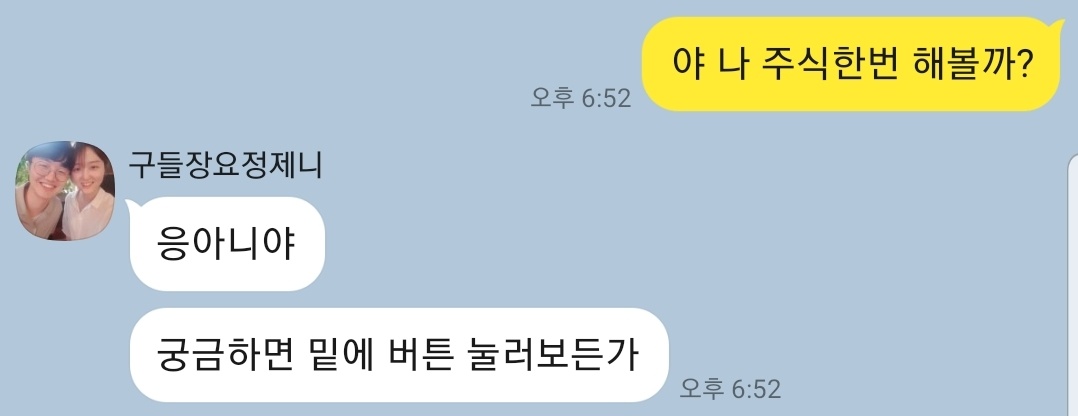 야 나 주식한번 해볼까?
오후 6:52
구들장요정제니
응아니야
궁금하면 밑에 버튼 눌러보든가
오후 6:52